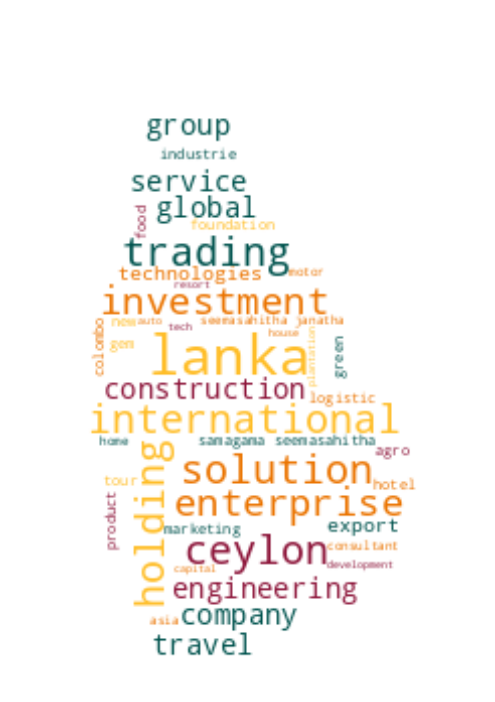 group
industrie
service
food
global
foundation
trading
technologies
motor
resort
investment
colombo
new
auto
tech
seemasahitha janatha
house
gem
lanka
plantation
green
construction
logistic
international
home
samagama seemasahitha
agro
holding
solution
tour
hotel
product
enterprise
marketing
export
ceylon
consultant
capital
development
engineering
asia
company
travel